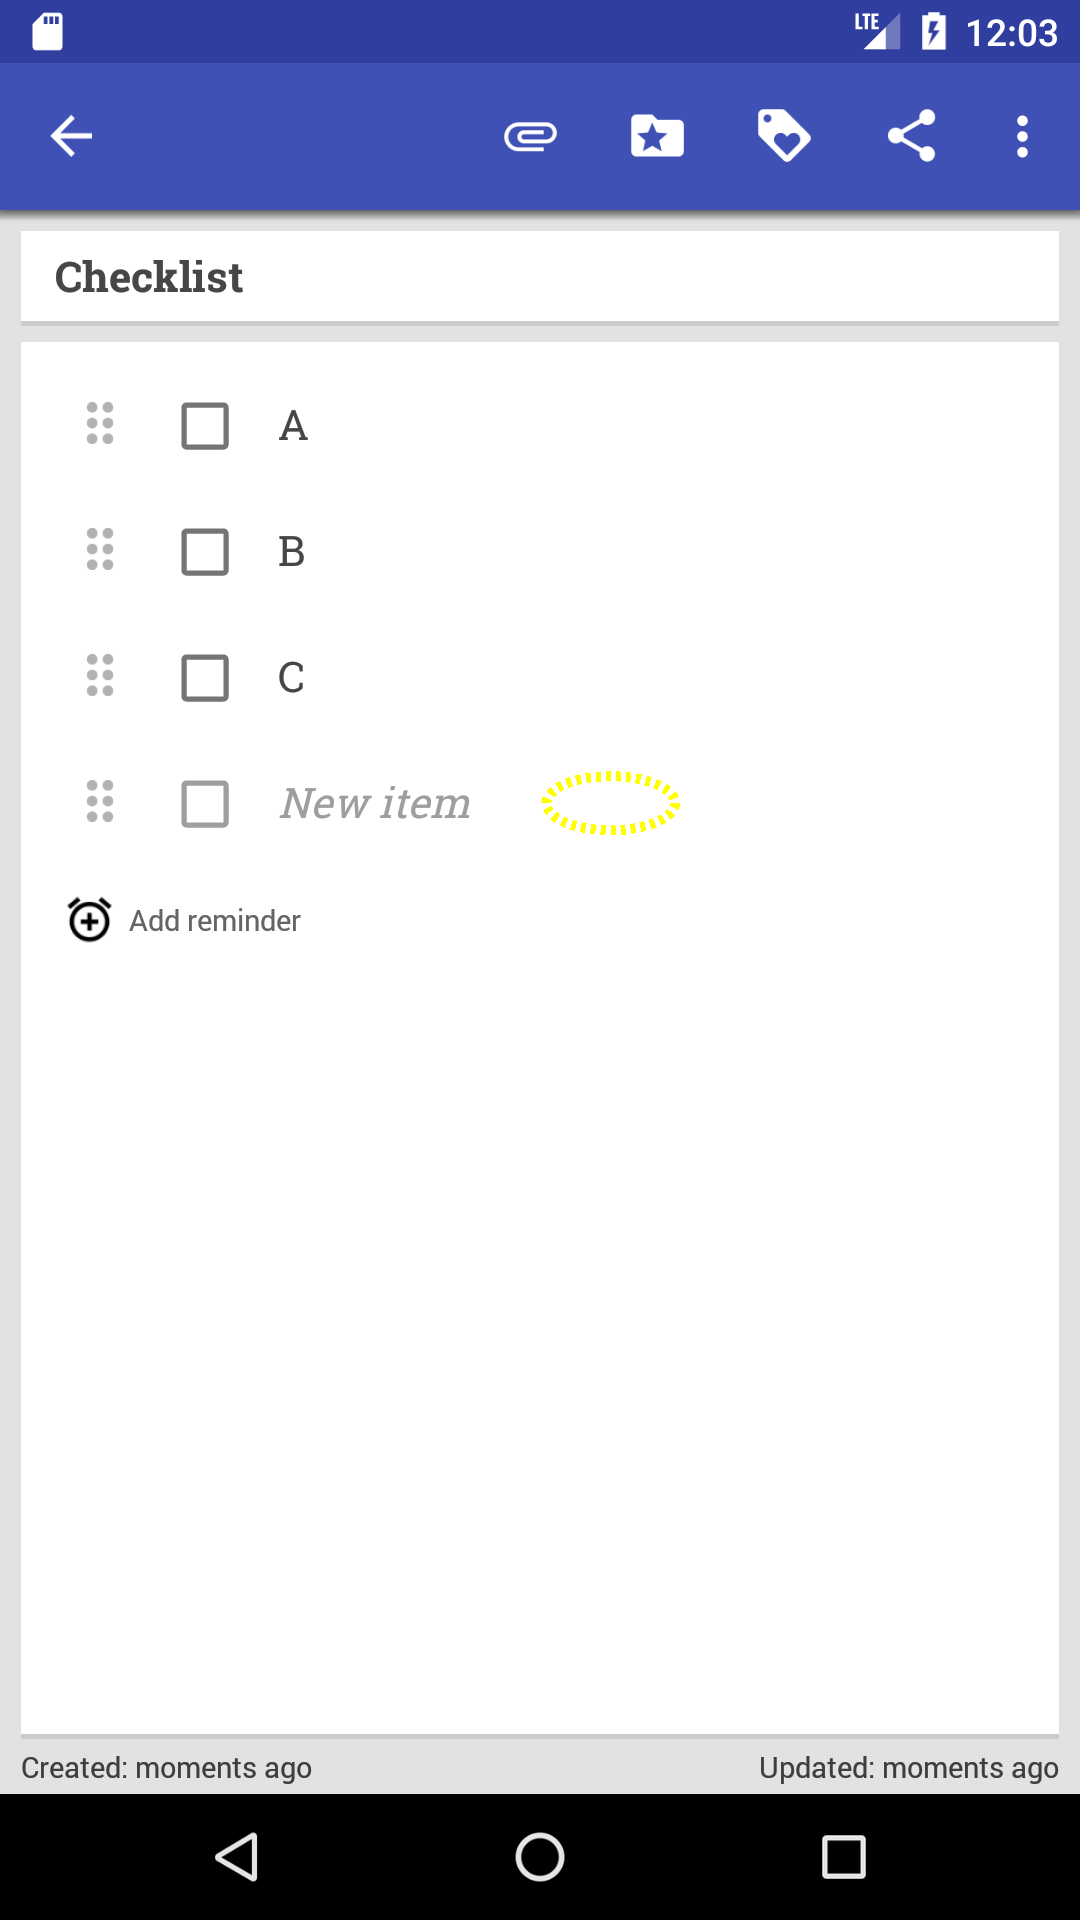 LTE 12:03
Checklist
A
B
C
New item
Add reminder
Created: moments ago Updated: moments ago